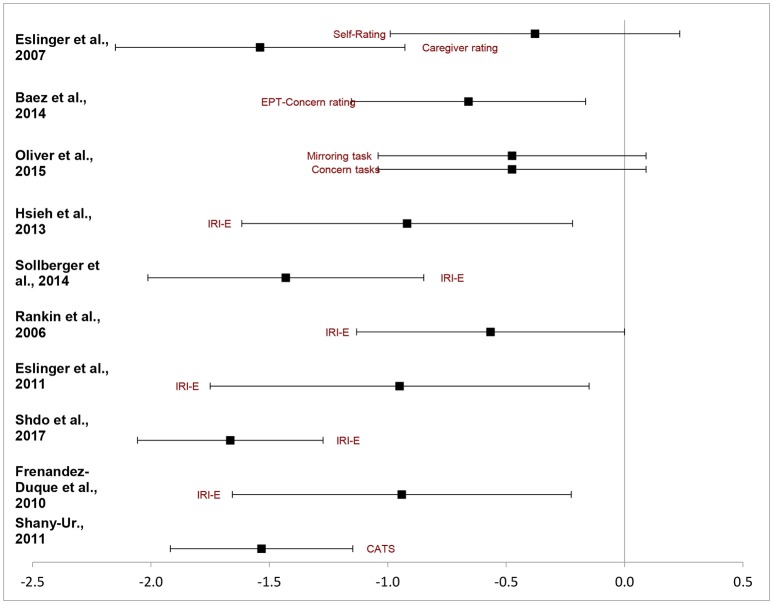 Eslinger et al.,
2007
Self-Rating
Caregiver rating
Baez et al.,
2014
EPT-Concern rating
Oliver et al.,
2015
Mirroring task
Concern tasks
Hsieh et al.,
2013
IRI-E
Sollberger et
al., 2014
IRI-E
Rankin et al.,
2006
IRI-E
Eslinger et al.,
2011
IRI-E
Shdo et al.,
2017
IRI-E
Frenandez-
Duque et al.,
2010
IRI-E
Shany-Ur.,
2011
CATS
-2.5 -2.0 -1.5 -1.0 -0.5 0.0